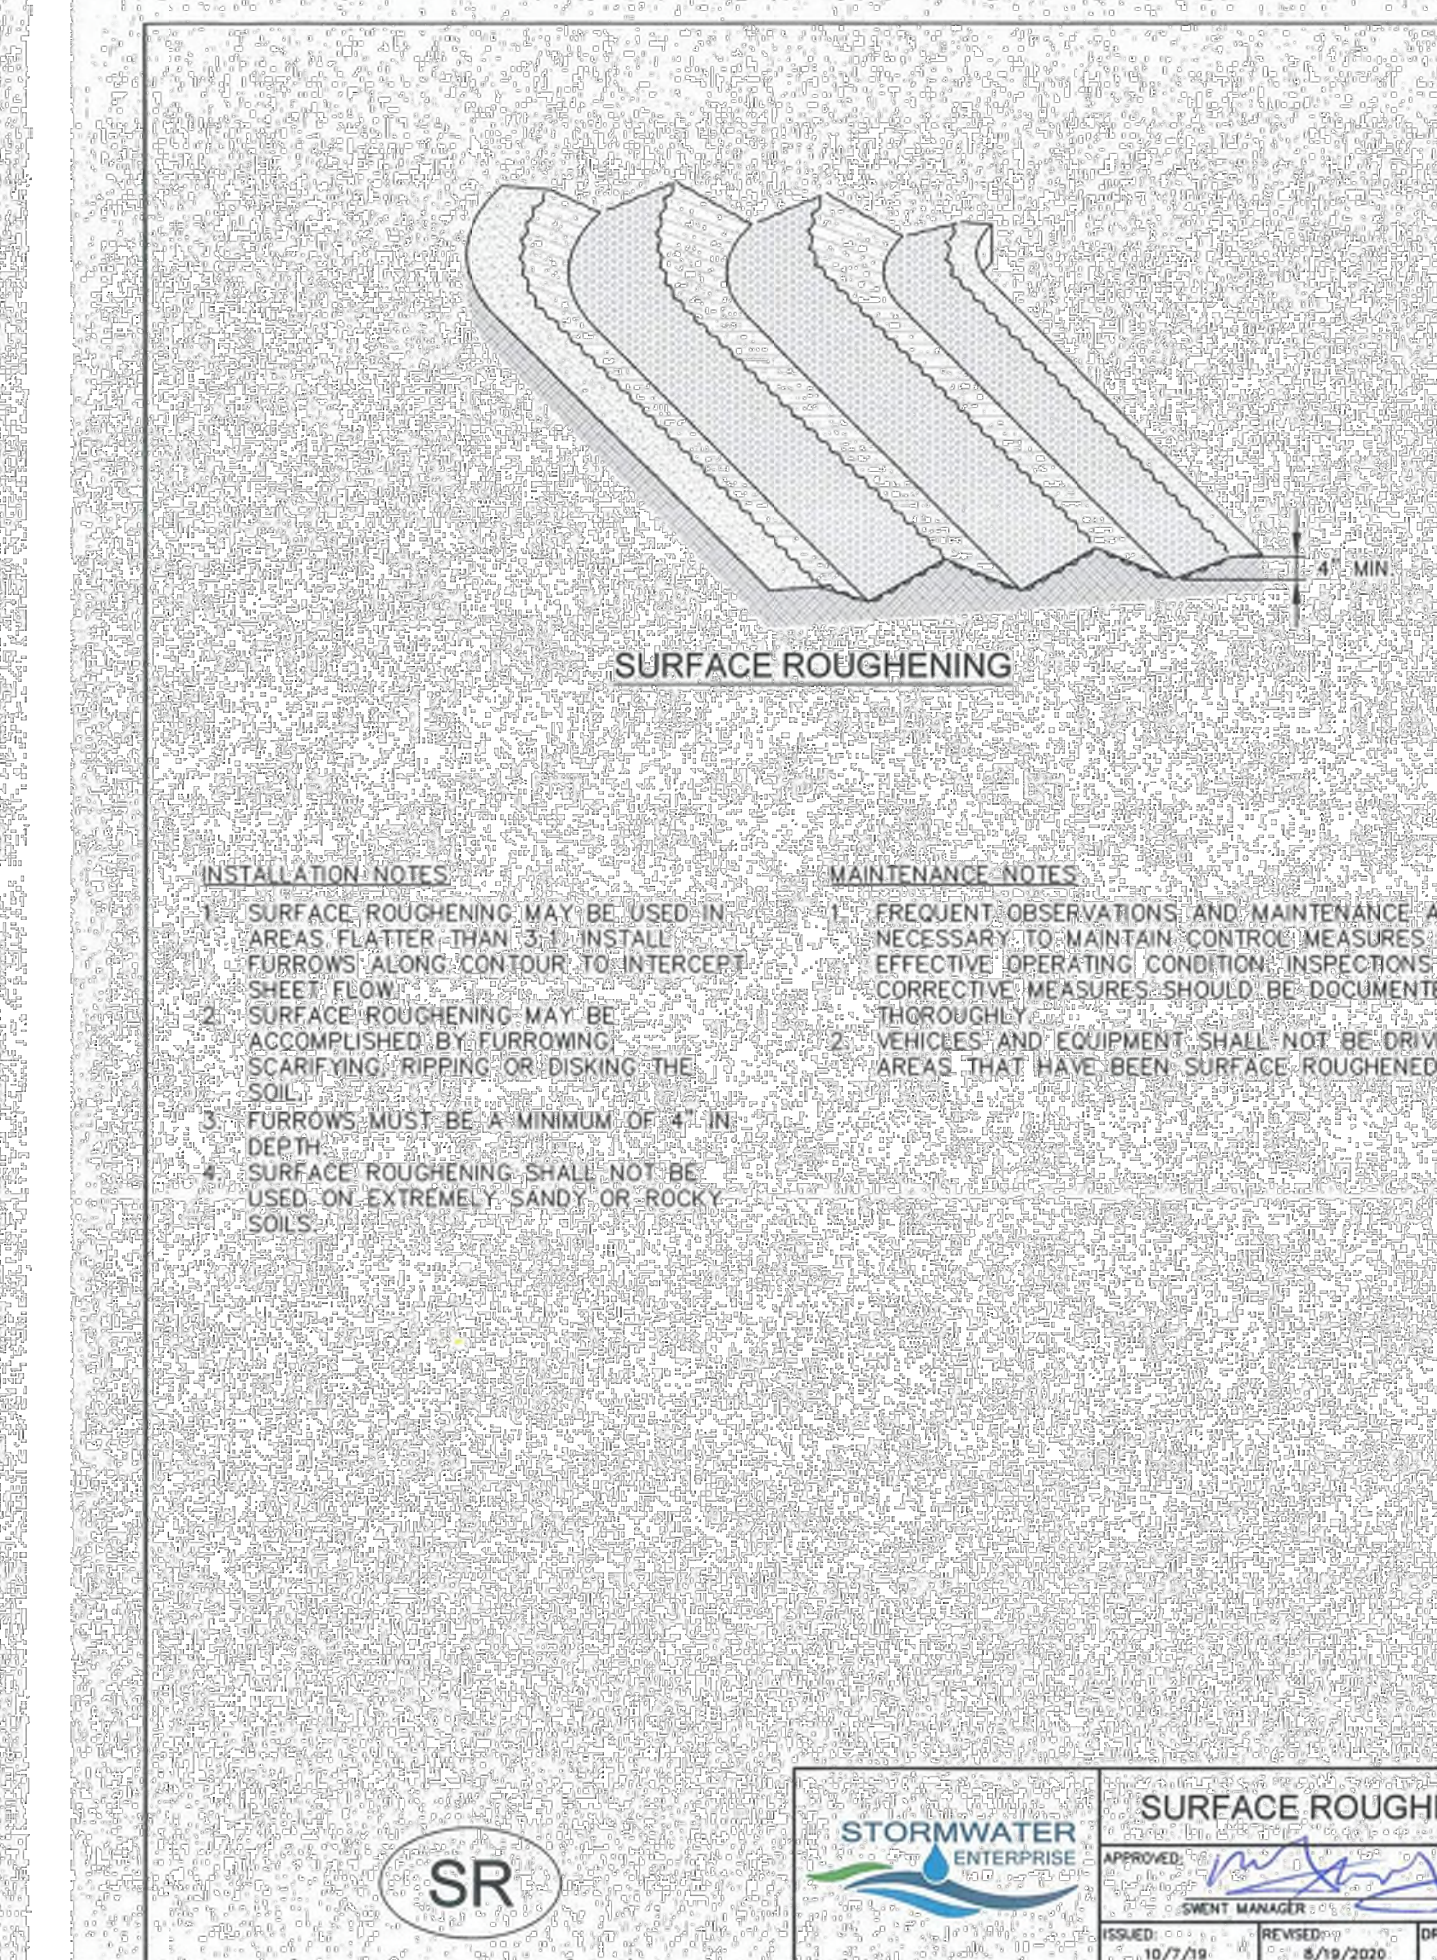 4" MIN.
SURFACE ROUGHENING
INSTALLATION NOTES
1. SURFACE ROUGHENING MAY BE USED IN
AREAS FLATTER THAN 3:1. INSTALL
FURROWS ALONG CONTOUR TO INTERCEPT
SHEET FLOW.
2. SURFACE ROUGHENING MAY BE
ACCOMPLISHED BY FURROWING,
SCARIFYING, RIPPING OR DISKING THE
SOIL.
3. FURROWS MUST BE A MINIMUM OF 4" IN
DEPTH.
4. SURFACE ROUGHENING SHALL NOT BE
USED ON EXTREMELY SANDY OR ROCKY
SOILS.
MAINTENANCE NOTES
1. FREQUENT OBSERVATIONS AND MAINTENANCE A
NECESSARY TO MAINTAIN CONTROL MEASURES
EFFECTIVE OPERATING CONDITION. INSPECTIONS
CORRECTIVE MEASURES SHOULD BE DOCUMENTE
THOROUGHLY.
2. VEHICLES AND EQUIPMENT SHALL NOT BE DRIV
AREAS THAT HAVE BEEN SURFACE ROUGHENED
SR
STORMWATER
ENTERPRISE
SURFACE ROUGH
APPROVED:
SWENT MANAGER
ISSUED:
10/7/19
REVISED:
8/19/2020